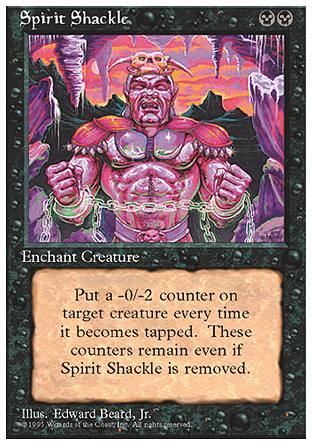 Spirit Shackle
Enchant Creature
Put a -0/-2 counter on
target creature every time
it becomes tapped. These
counters remain even if
Spirit Shackle is removed.
Illus. Edward Beard, Jr.
© 1995 Wizards of the Coast, Inc. All rights reserved.